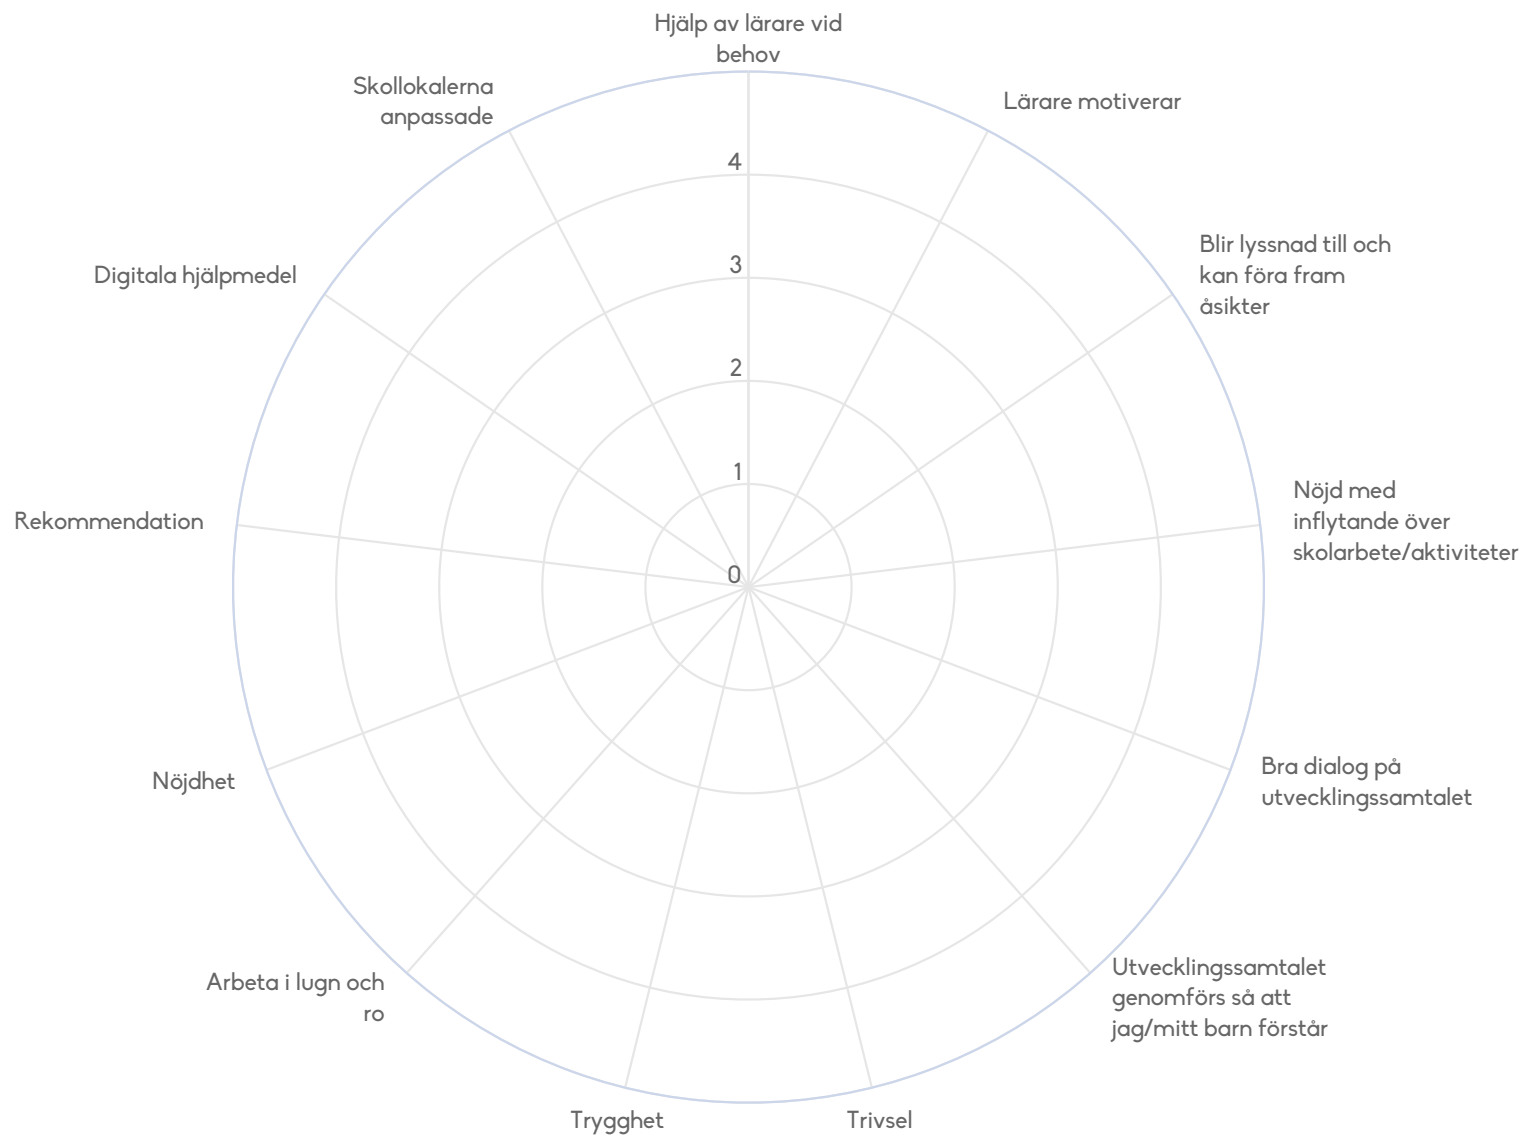 Hjälp av lärare vid
behov
Lärare motiverar
Blir lyssnad till och
kan föra fram
åsikter
Nöjd med
inflytande över
skolarbete/aktiviteter
Bra dialog på
utvecklingssamtalet
Utvecklingssamtalet
genomförs så att
jag/mitt barn förstår
Trivsel
Trygghet
Arbeta i lugn och
ro
Nöjdhet
Rekommendation
Digitala hjälpmedel
Skollokalerna
anpassade
4
3
2
1
0